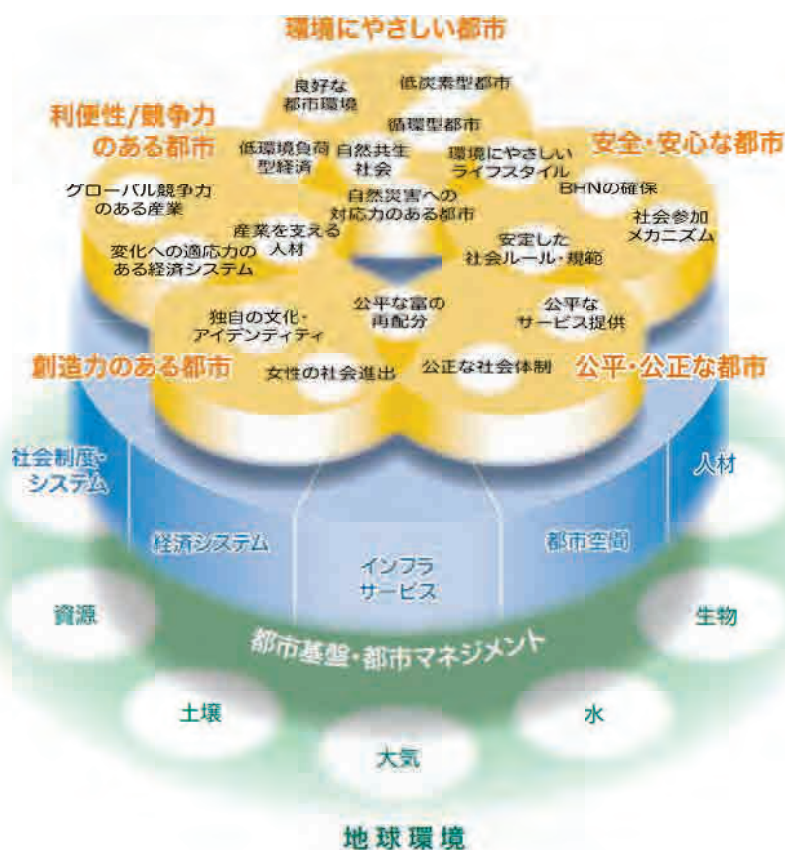 環境にやさしい都市
良好な
都市環境
低炭素型都市
循環型都市
利便性/競争力
のある都市
低環境負荷
型経済
自然共生
社会
環境にやさしい
ライフスタイル
安全・安心な都市
グローバル競争力
のある産業
自然災害への
対応力のある都市
BHNの確保
社会参加
メカニズム
産業を支える
人材
変化への適応力の
ある経済システム
安定した
社会ルール・規範
独自の文化・
アイデンティティ
公平な富の
再配分
公平な
サービス提供
創造力のある都市
女性の社会進出
公正な社会体制
公平・公正な都市
社会制度・
システム
経済システム
インフラ
サービス
都市空間
人材
都市基盤・都市マネジメント
資源
土壌
大気
水
生物
地球環境